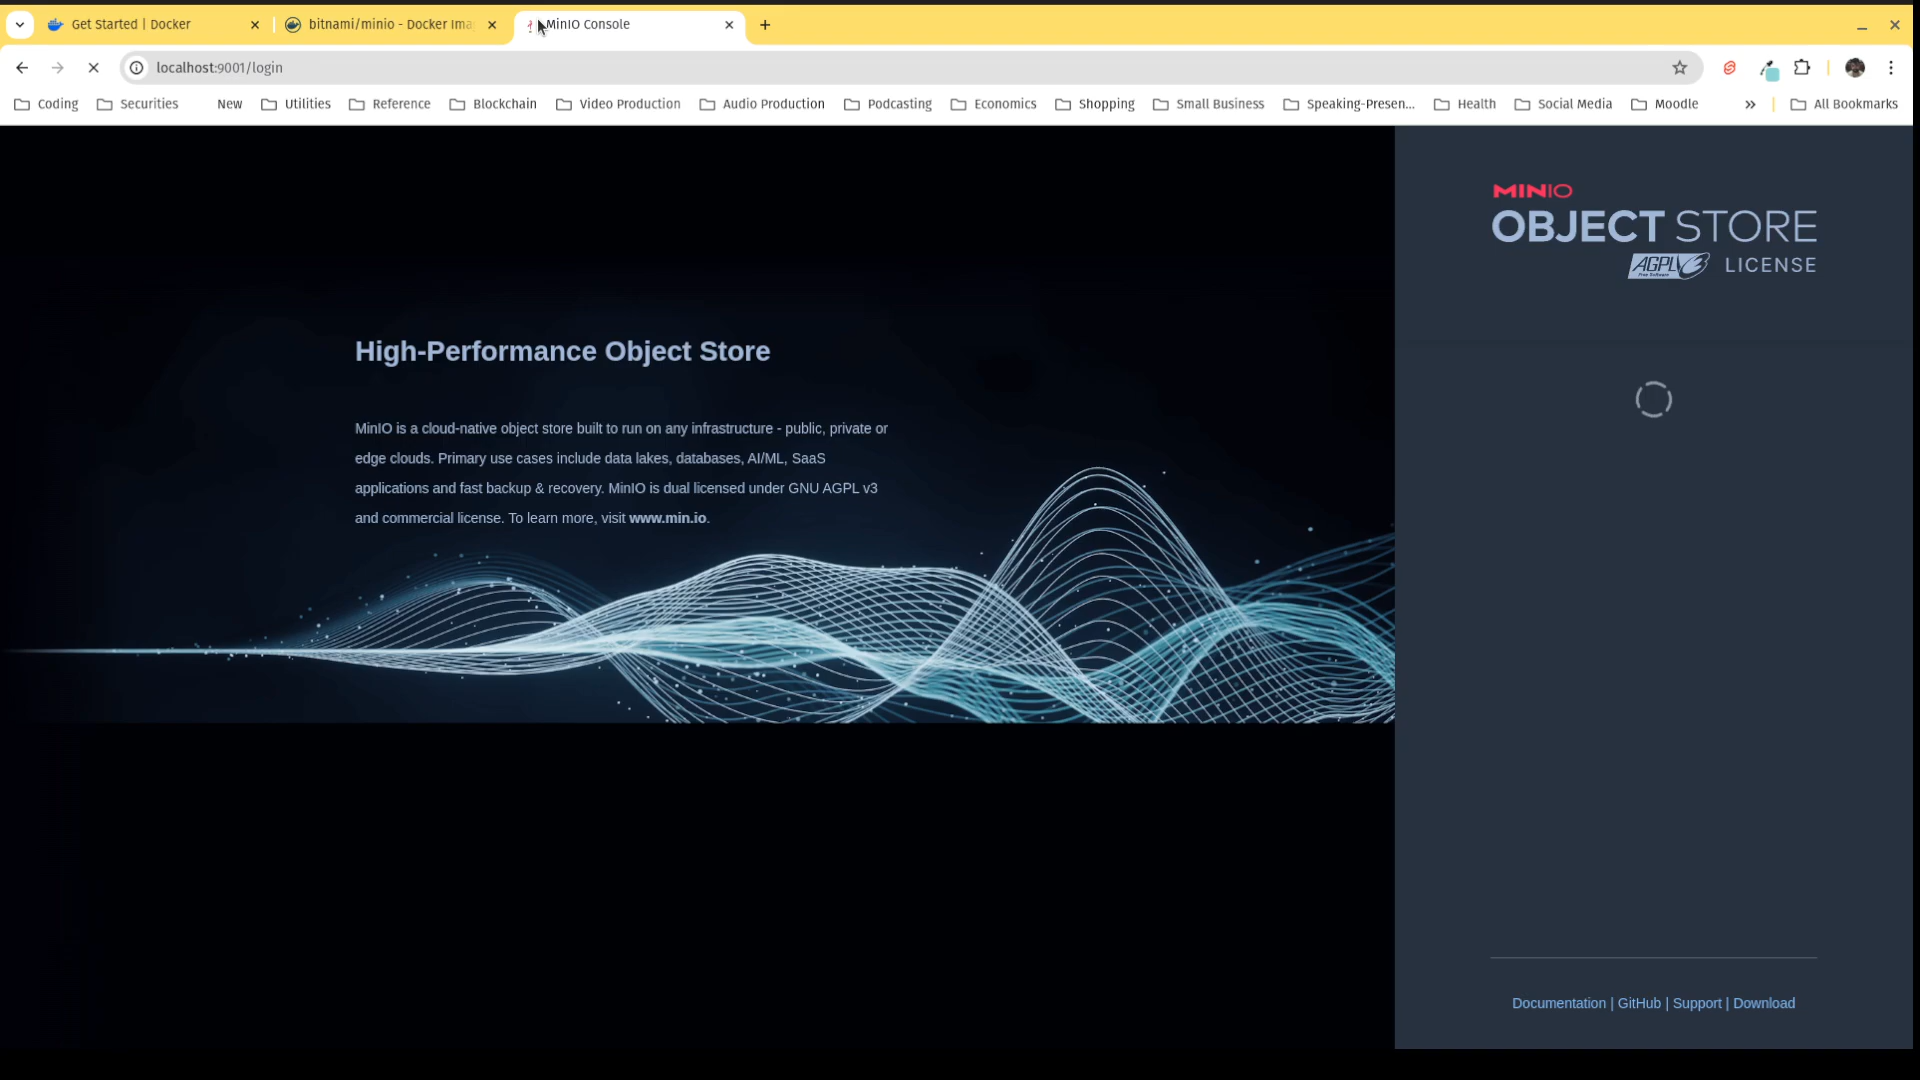 Get Started | Docker
bitnami/minio - Docker Ima
MinIO Console
localhost:9001/login
Coding
Securities
New
Utilities
Reference
Blockchain
Video Production
Audio Production
Podcasting
Economics
Shopping
Small Business
Speaking-Presen...
Health
Social Media
Moodle
»
All Bookmarks
High-Performance Object Store
MinIO is a cloud-native object store built to run on any infrastructure - public, private or
edge clouds. Primary use cases include data lakes, databases, AI/ML, SaaS
applications and fast backup & recovery. MinIO is dual licensed under GNU AGPL v3
and commercial license. To learn more, visit www.min.io.
MINIO
OBJECT STORE
AGPLv3 LICENSE
Free Software
Documentation | GitHub | Support | Download